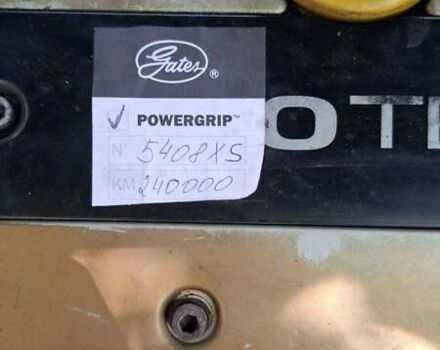 Gates®
POWERGRIP™
N° 5408XS
KM 240000
OT